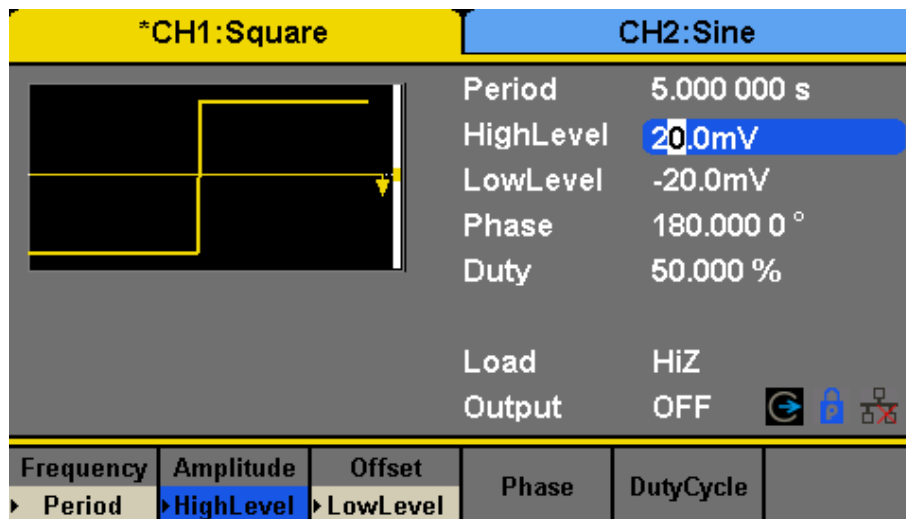 *CH1:Square CH2:Sine
Period 5.000 000 s
HighLevel 20.0mV
LowLevel -20.0mV
Phase 180.000 0 °
Duty 50.000 %
Load HiZ
Output OFF
P
Frequency Amplitude Offset Phase DutyCycle
Period HighLevel LowLevel